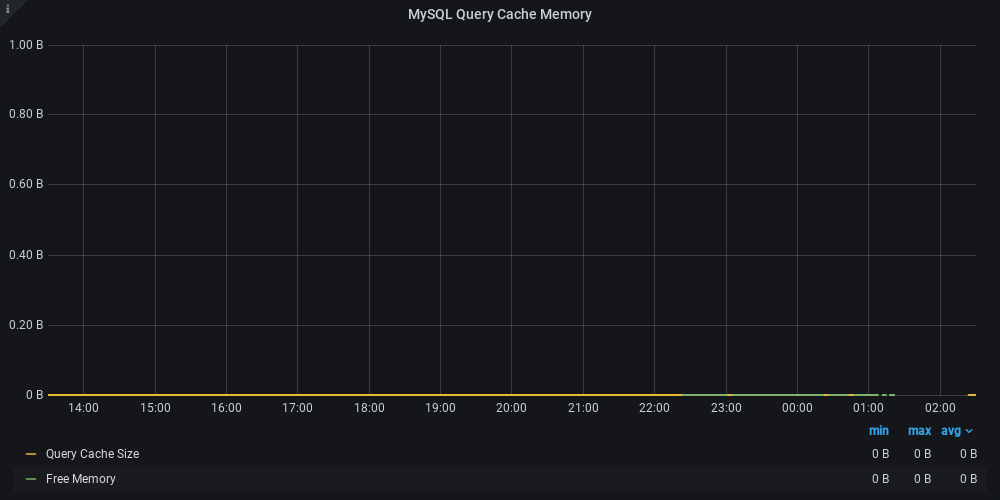 i
MySQL Query Cache Memory
1.00 B
0.80 B
0.60 B
0.40 B
0.20 B
0 B
14:00 15:00 16:00 17:00 18:00 19:00 20:00 21:00 22:00 23:00 00:00 01:00 02:00
min max avg
Query Cache Size 0 B 0 B 0 B
Free Memory 0 B 0 B 0 B